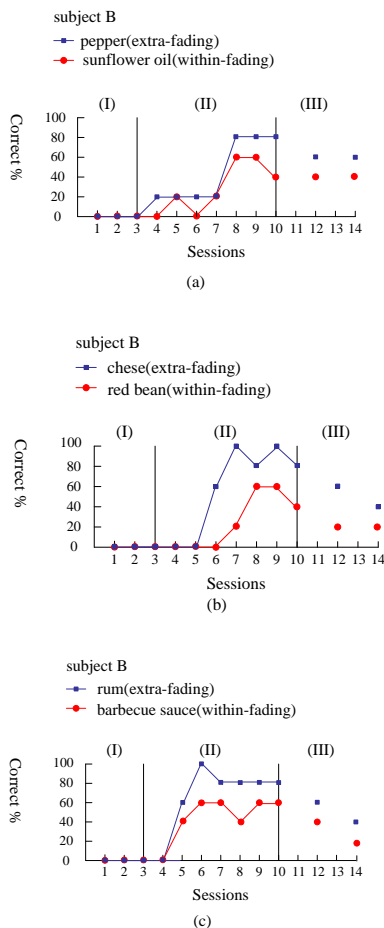 subject B
pepper(extra-fading)
sunflower oil(within-fading)
(I) (II) (III)
100
80
60
40
20
0
Correct %
1 2 3 4 5 6 7 8 9 10 11 12 13 14
Sessions
(a)
subject B
chese(extra-fading)
red bean(within-fading)
(I) (II) (III)
100
80
60
40
20
0
Correct %
1 2 3 4 5 6 7 8 9 10 11 12 13 14
Sessions
(b)
subject B
rum(extra-fading)
barbecue sauce(within-fading)
(I) (II) (III)
100
80
60
40
20
0
Correct %
1 2 3 4 5 6 7 8 9 10 11 12 13 14
Sessions
(c)